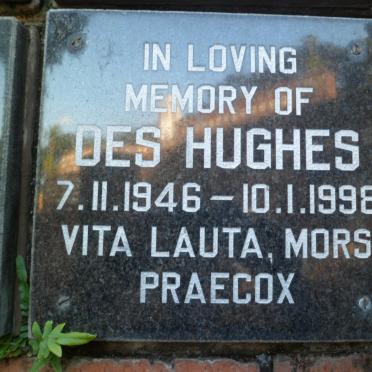 IN LOVING
MEMORY OF
DES HUGHES
7.11.1946 – 10.1.1998
VITA LAUTA, MORS
PRAECOX